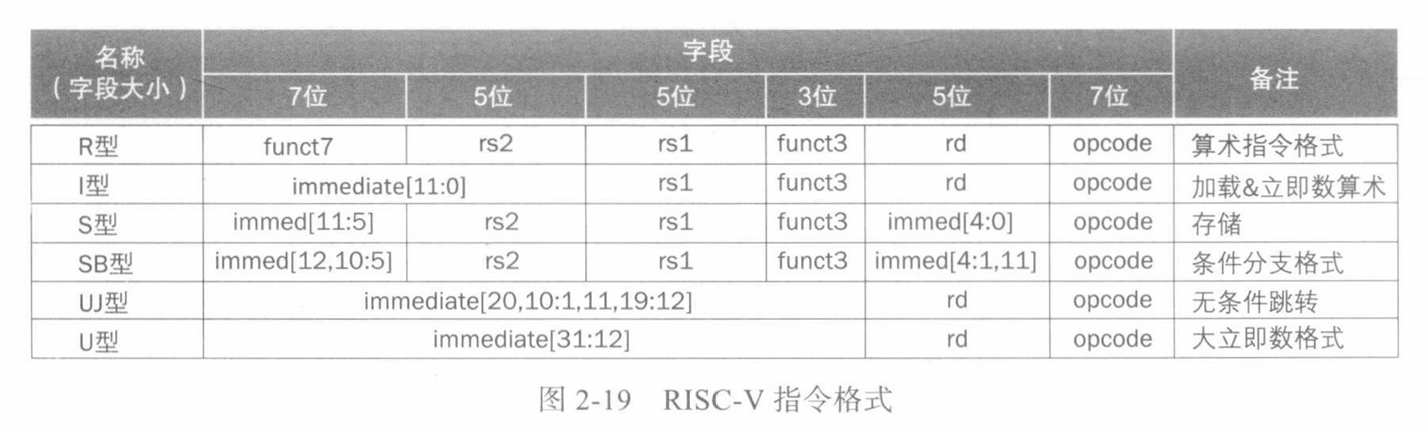 名称 字段 备注
(字段大小) 7位 5位 5位 3位 5位 7位
R型 funct7 rs2 rs1 funct3 rd opcode 算术指令格式
I型 immediate[11:0] rs1 funct3 rd opcode 加载&立即数算术
S型 immed[11:5] rs2 rs1 funct3 immed[4:0] opcode 存储
SB型 immed[12,10:5] rs2 rs1 funct3 immed[4:1,11] opcode 条件分支格式
UJ型 immediate[20,10:1,11,19:12] rd opcode 无条件跳转
U型 immediate[31:12] rd opcode 大立即数格式
图 2-19 RISC-V 指令格式